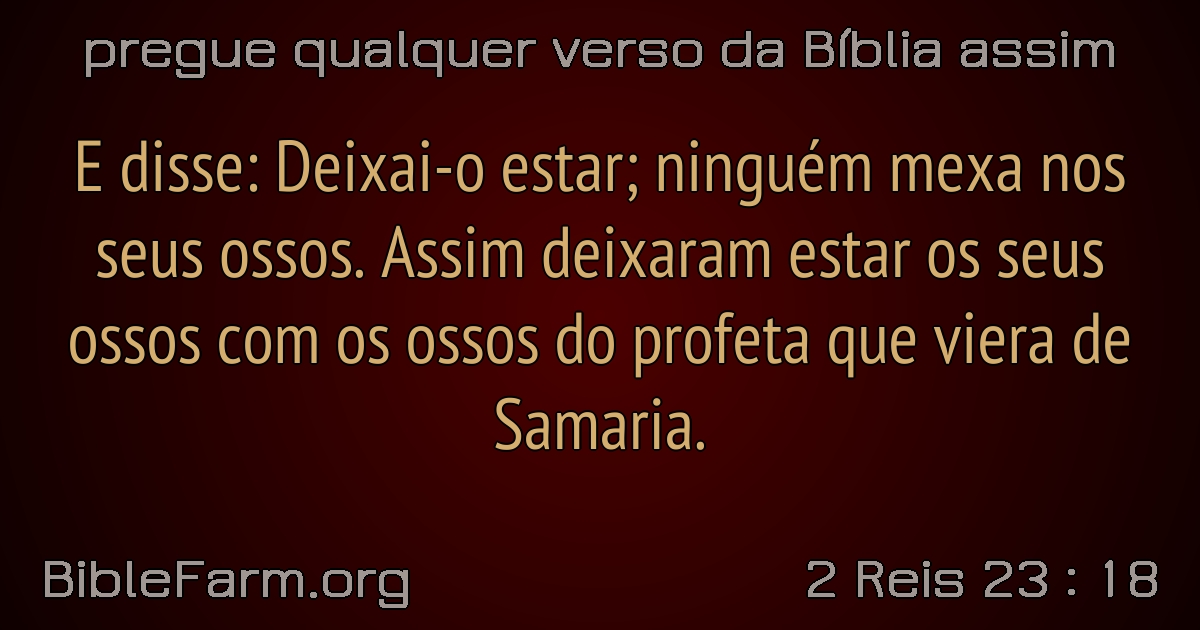 pregue qualquer verso da Bíblia assim
E disse: Deixai-o estar; ninguém mexa nos
seus ossos. Assim deixaram estar os seus
ossos com os ossos do profeta que viera de
Samaria.
BibleFarm.org
2 Reis 23 : 18